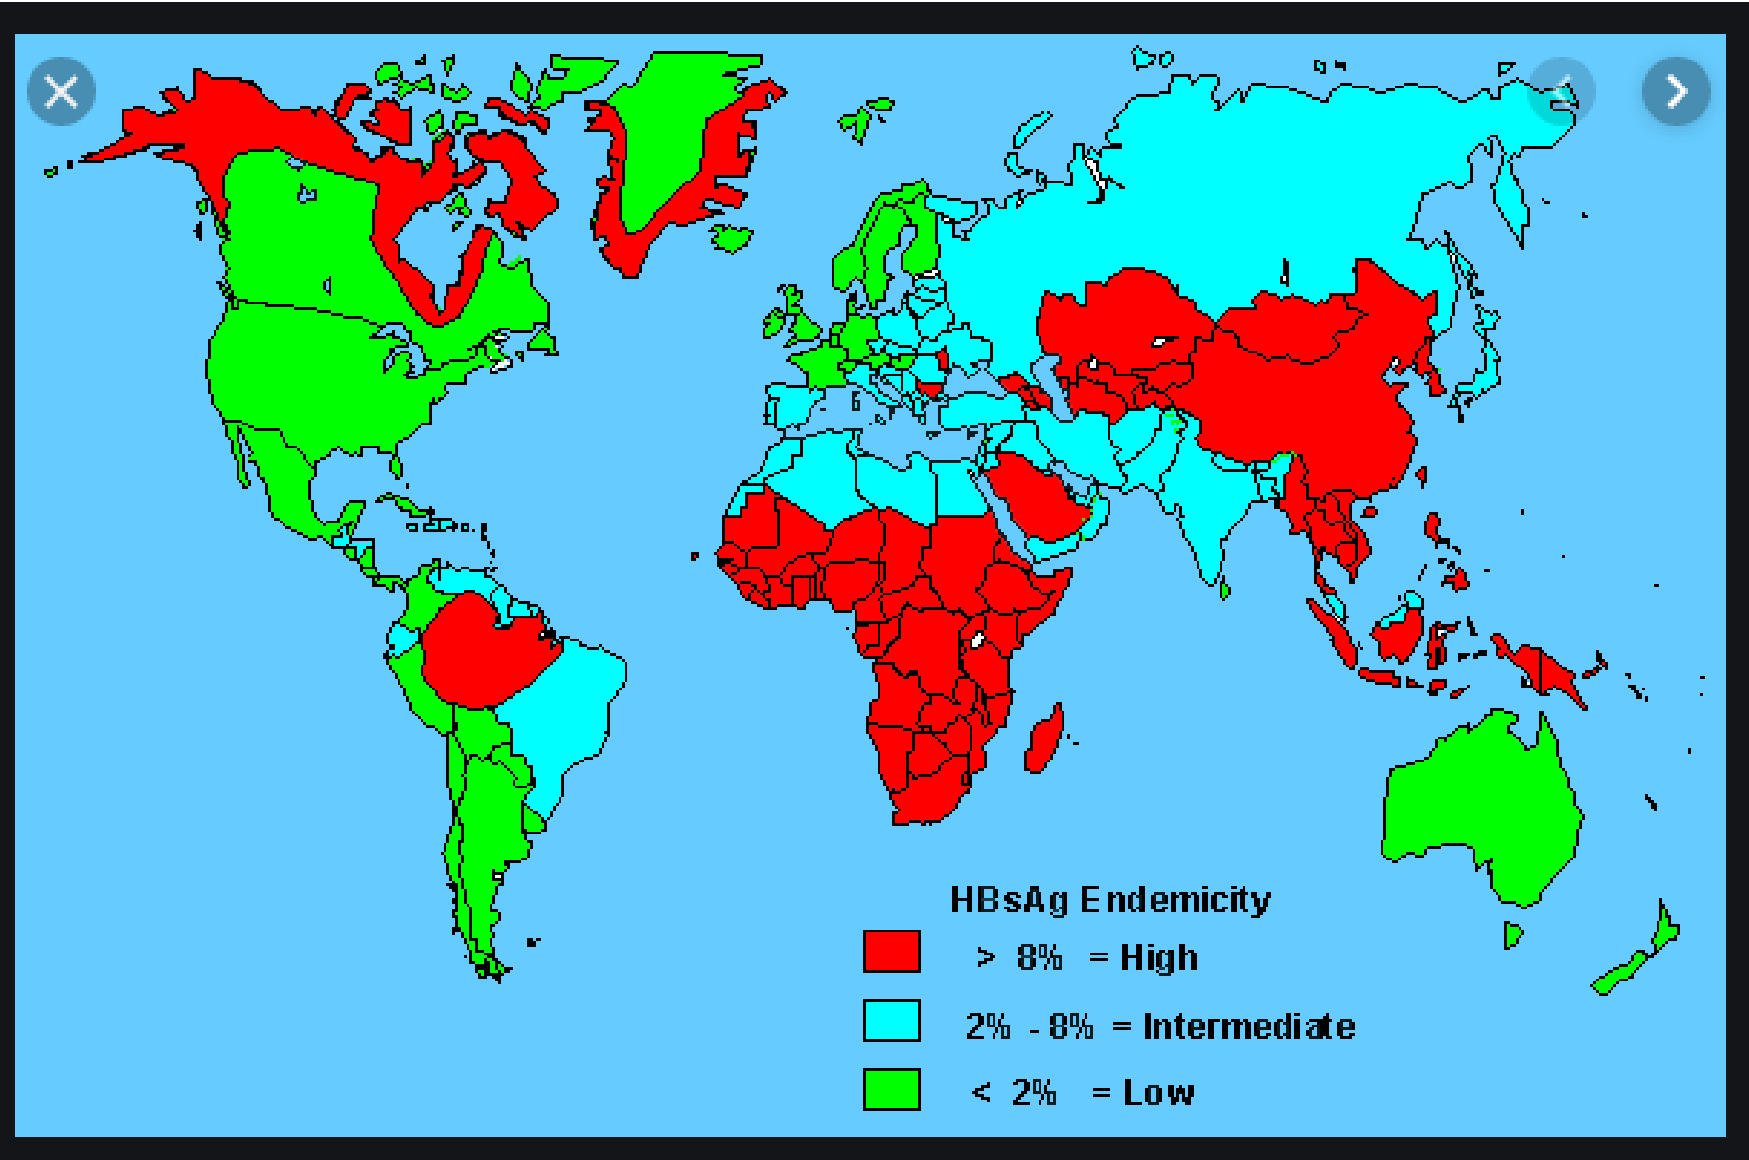 HBsAg Endemicity
> 8% = High
2% - 8% = Intermediate
< 2% = Low